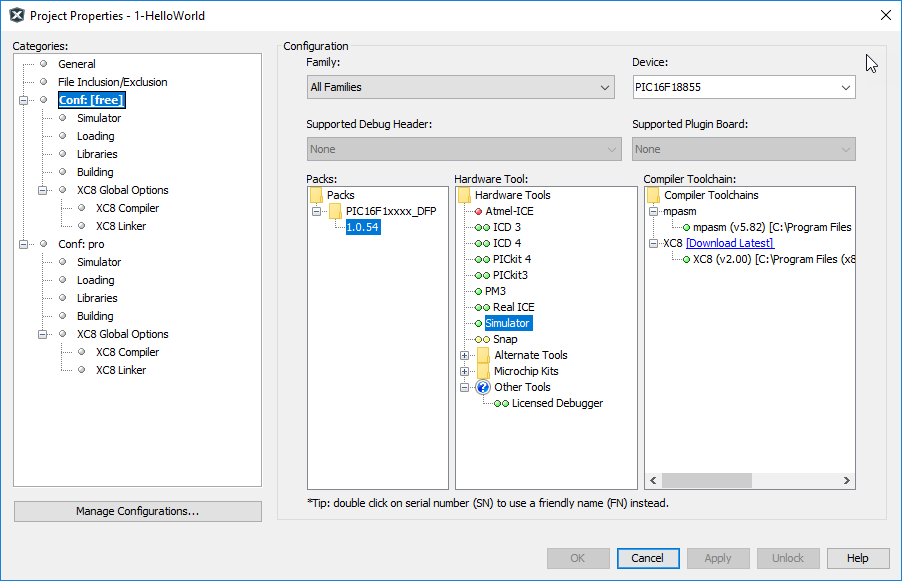 Project Properties - 1-HelloWorld
Categories:
General
File Inclusion/Exclusion
Conf: [free]
Simulator
Loading
Libraries
Building
XC8 Global Options
XC8 Compiler
XC8 Linker
Conf: pro
Simulator
Loading
Libraries
Building
XC8 Global Options
XC8 Compiler
XC8 Linker
Manage Configurations...
Configuration
Family:
All Families
Device:
PIC16F18855
Supported Debug Header:
None
Supported Plugin Board:
None
Packs:
Packs
PIC16F1xxxx_DFP
1.0.54
Hardware Tool:
Hardware Tools
Atmel-ICE
ICD 3
ICD 4
PICkit 4
PICkit3
PM3
Real ICE
Simulator
Snap
Alternate Tools
Microchip Kits
Other Tools
? Licensed Debugger
Compiler Toolchain:
Compiler Toolchains
mpasm
mpasm (v5.82) [C:\Program Files
XC8 [Download Latest]
XC8 (v2.00) [C:\Program Files (x8
*Tip: double click on serial number (SN) to use a friendly name (FN) instead.
OK
Cancel
Apply
Unlock
Help